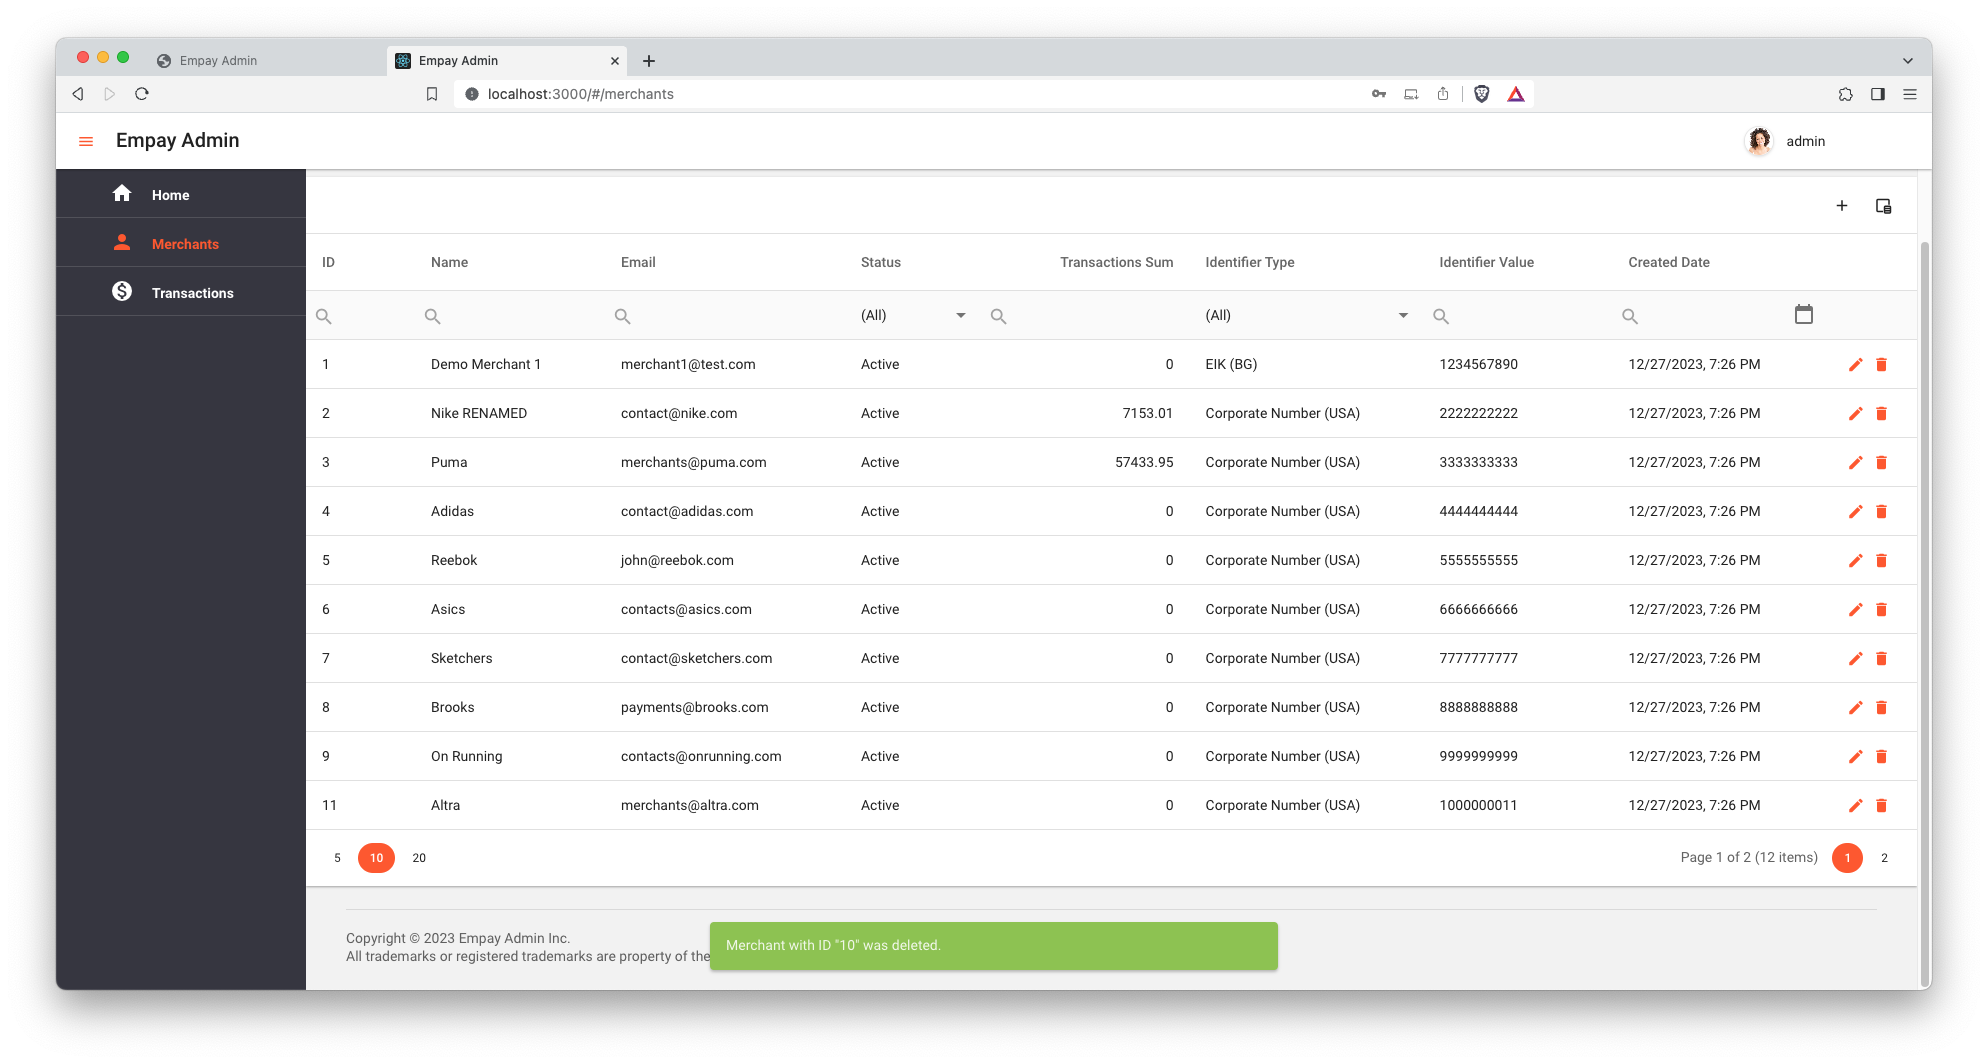 Empay Admin
Empay Admin
localhost:3000/#/merchants
Empay Admin
admin
Home
Merchants
Transactions
ID Name Email Status Transactions Sum Identifier Type Identifier Value Created Date
(All) (All)
1 Demo Merchant 1 merchant1@test.com Active 0 EIK (BG) 1234567890 12/27/2023, 7:26 PM
2 Nike RENAMED contact@nike.com Active 7153.01 Corporate Number (USA) 2222222222 12/27/2023, 7:26 PM
3 Puma merchants@puma.com Active 57433.95 Corporate Number (USA) 3333333333 12/27/2023, 7:26 PM
4 Adidas contact@adidas.com Active 0 Corporate Number (USA) 4444444444 12/27/2023, 7:26 PM
5 Reebok john@reebok.com Active 0 Corporate Number (USA) 5555555555 12/27/2023, 7:26 PM
6 Asics contacts@asics.com Active 0 Corporate Number (USA) 6666666666 12/27/2023, 7:26 PM
7 Sketchers contact@sketchers.com Active 0 Corporate Number (USA) 7777777777 12/27/2023, 7:26 PM
8 Brooks payments@brooks.com Active 0 Corporate Number (USA) 8888888888 12/27/2023, 7:26 PM
9 On Running contacts@onrunning.com Active 0 Corporate Number (USA) 9999999999 12/27/2023, 7:26 PM
11 Altra merchants@altra.com Active 0 Corporate Number (USA) 1000000011 12/27/2023, 7:26 PM
5 10 20 Page 1 of 2 (12 items) 1 2
Copyright © 2023 Empay Admin Inc.
All trademarks or registered trademarks are property of the
Merchant with ID "10" was deleted.